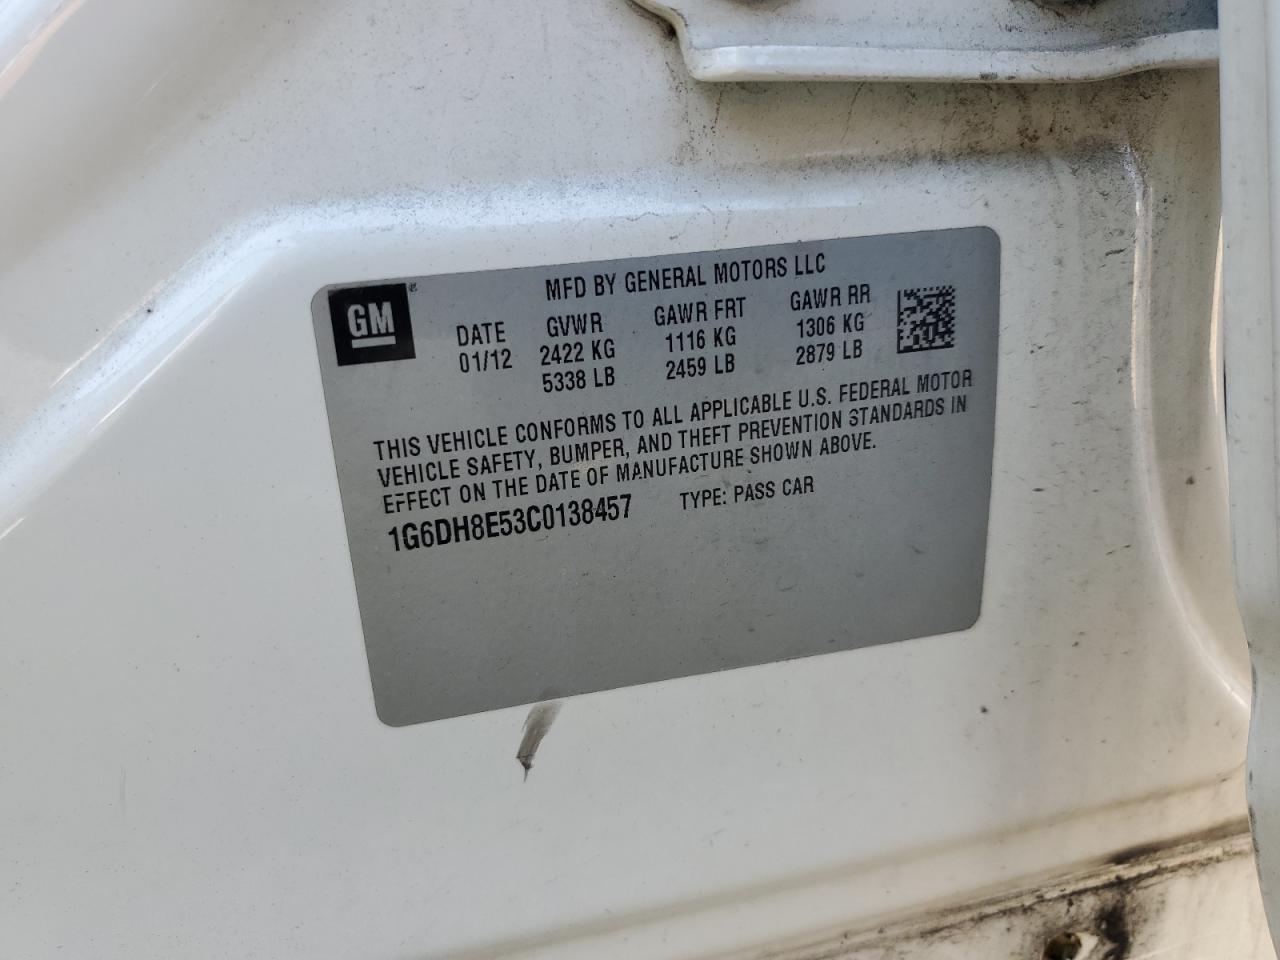 MFD BY GENERAL MOTORS LLC
GM®
DATE GVWR GAWR FRT GAWR RR
01/12 2422 KG 1116 KG 1306 KG
5338 LB 2459 LB 2879 LB
THIS VEHICLE CONFORMS TO ALL APPLICABLE U.S. FEDERAL MOTOR
VEHICLE SAFETY, BUMPER, AND THEFT PREVENTION STANDARDS IN
EFFECT ON THE DATE OF MANUFACTURE SHOWN ABOVE.
1G6DH8E53C0138457 TYPE: PASS CAR